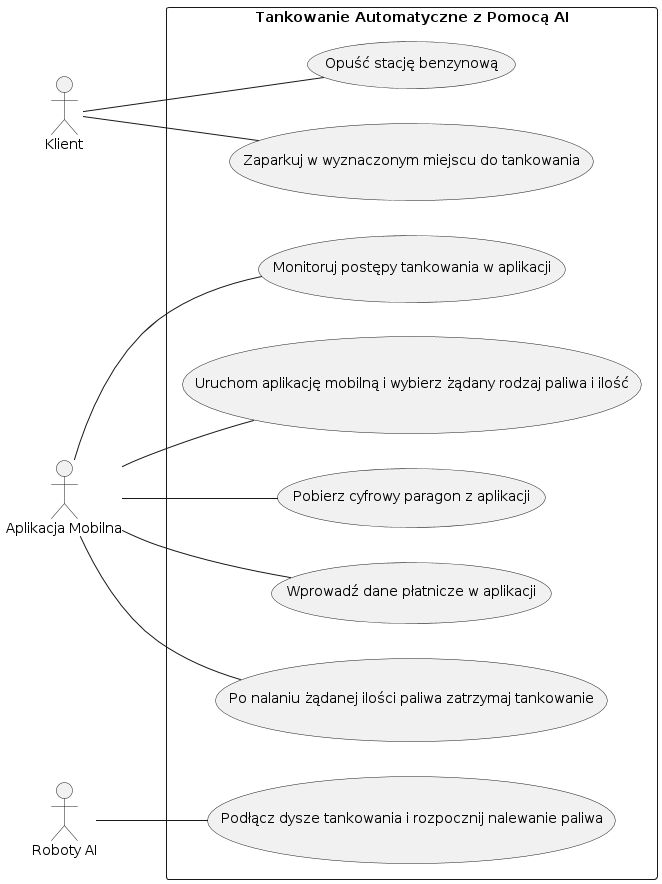 Tankowanie Automatyczne z Pomocą AI
Opuść stację benzynową
Klient
Zaparkuj w wyznaczonym miejscu do tankowania
Monitoruj postępy tankowania w aplikacji
Uruchom aplikację mobilną i wybierz żądany rodzaj paliwa i ilość
Pobierz cyfrowy paragon z aplikacji
Aplikacja Mobilna
Wprowadź dane płatnicze w aplikacji
Po nalaniu żądanej ilości paliwa zatrzymaj tankowanie
Podłącz dysze tankowania i rozpocznij nalewanie paliwa
Roboty AI